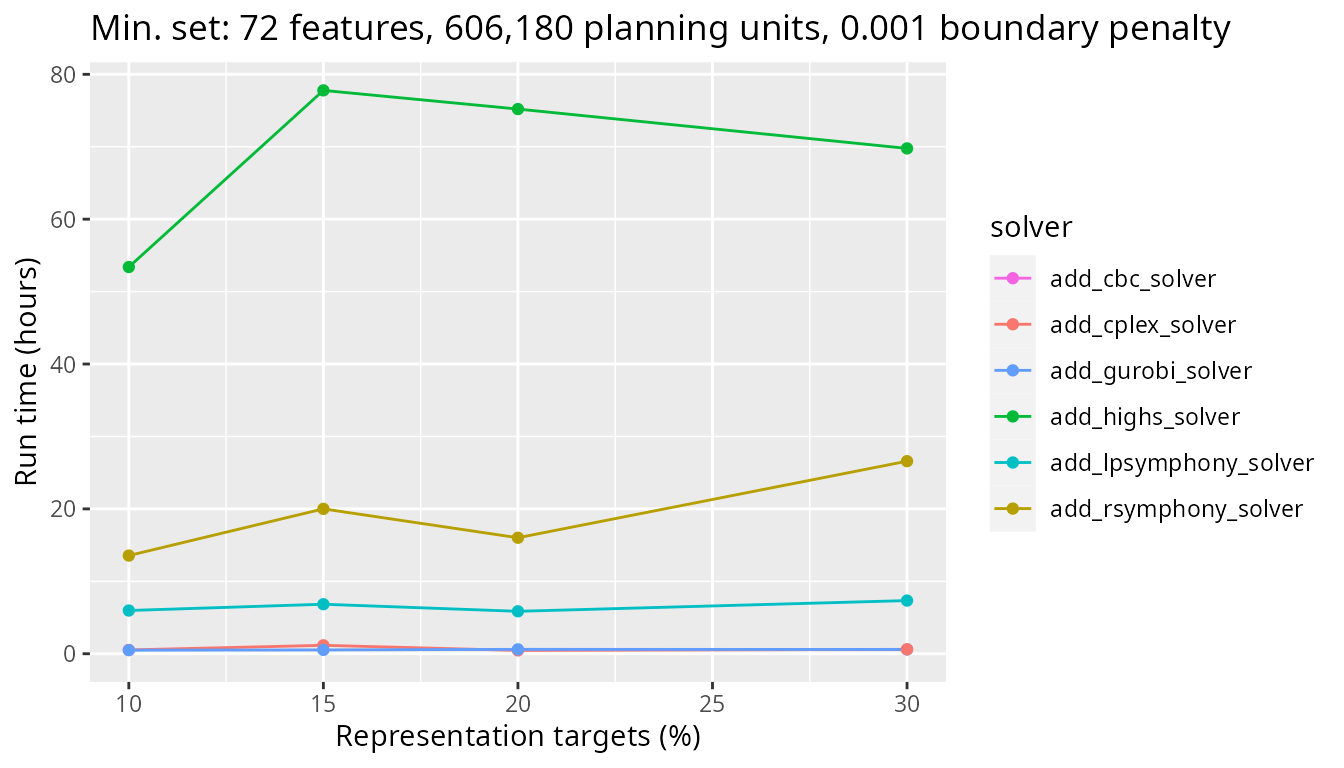 Min. set: 72 features, 606,180 planning units, 0.001 boundary penalty
80
60
40
20
0
Run time (hours)
10 15 20 25 30
Representation targets (%)
solver
add_cbc_solver
add_cplex_solver
add_gurobi_solver
add_highs_solver
add_lpsymphony_solver
add_rsymphony_solver